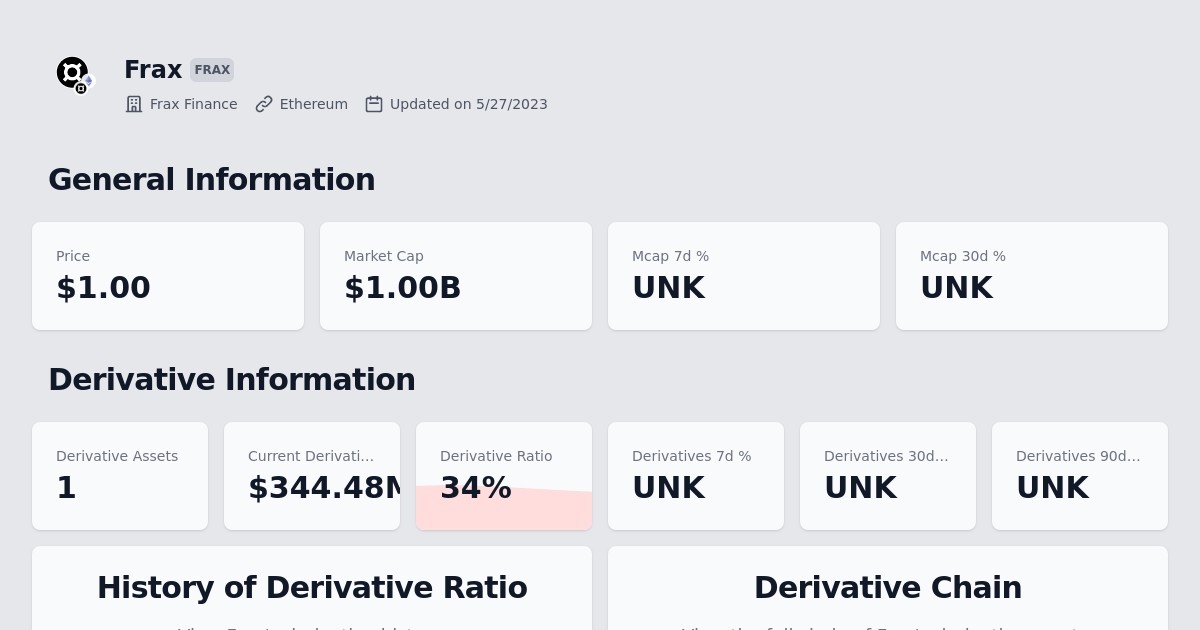 Frax FRAX
Frax Finance Ethereum Updated on 5/27/2023
General Information
Price
$1.00
Market Cap
$1.00B
Mcap 7d %
UNK
Mcap 30d %
UNK
Derivative Information
Derivative Assets
1
Current Derivati...
$344.48M
Derivative Ratio
34%
Derivatives 7d %
UNK
Derivatives 30d...
UNK
Derivatives 90d...
UNK
History of Derivative Ratio
Derivative Chain